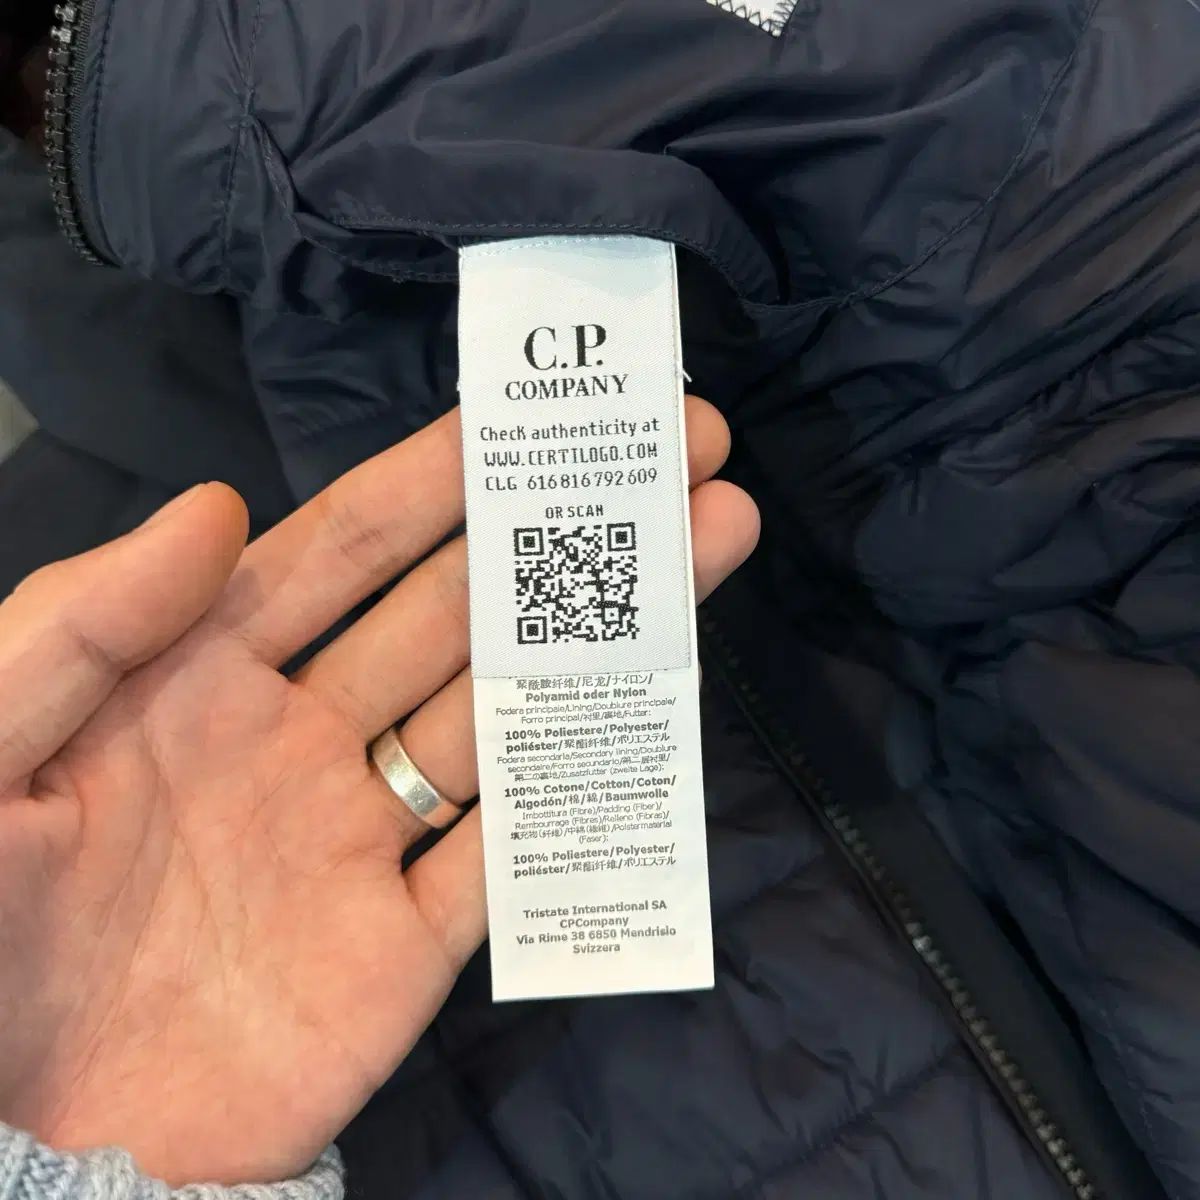 C.P.
COMPANY
Check authenticity at
WWW.CERTILOGO.COM
CLG 616816792609
OR SCAN
聚酰胺纤维/尼龙/ナイロン/
Polyamid oder Nylon
Fodera principale/Lining/Doublure principale/
Forro principal/衬里/裏地/Futter:
100% Poliestere/Polyester/
poliéster/聚酯纤维/ポリエステル
Fodera secondaria/Secondary lining/Doublure
secondaire/Forro secundario/第二层衬里/
第二の裏地/Zusatzfutter (zweite Lage):
100% Cotone/Cotton/Coton/
Algodón/棉/綿/Baumwolle
Imbottitura (Fibre)/Padding (Fiber)/
Rembourrage (Fibres)/Relleno (Fibras)/
填充物(纤维)/中綿(繊維)/Polstermaterial
(Faser):
100% Poliestere/Polyester/
poliéster/聚酯纤维/ポリエステル
Tristate International SA
CPCompany
Via Rime 38 6850 Mendrisio
Svizzera